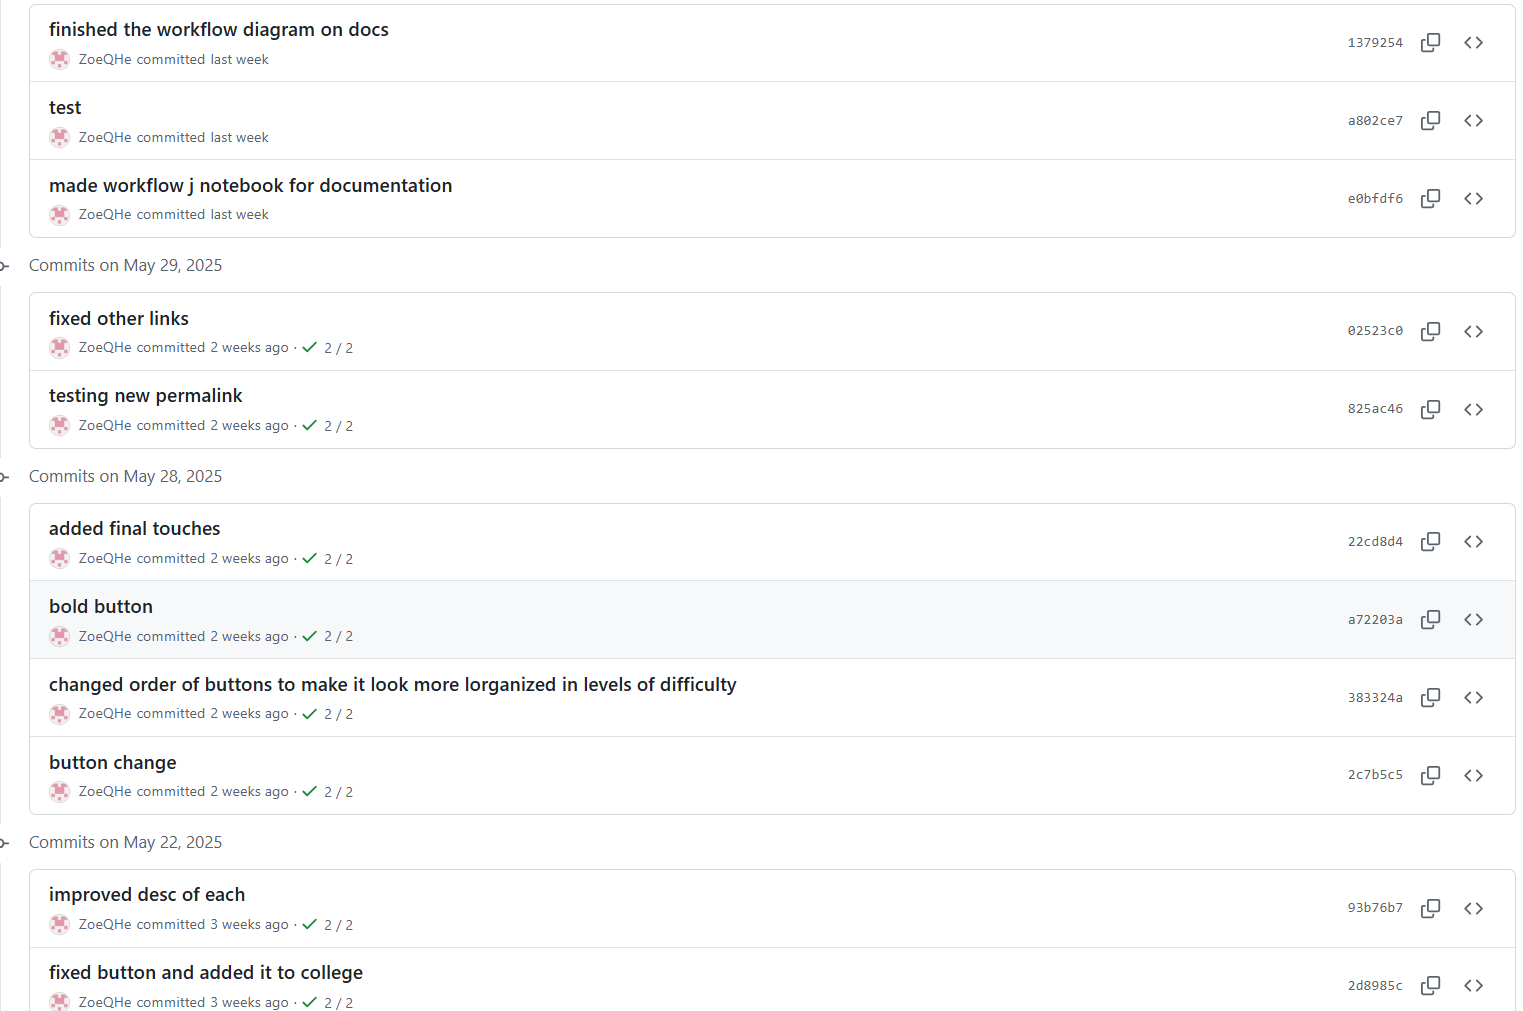 finished the workflow diagram on docs
ZoeQHe committed last week
1379254
test
ZoeQHe committed last week
a802ce7
made workflow j notebook for documentation
ZoeQHe committed last week
e0bfdf6
Commits on May 29, 2025
fixed other links
ZoeQHe committed 2 weeks ago · 2 / 2
02523c0
testing new permalink
ZoeQHe committed 2 weeks ago · 2 / 2
825ac46
Commits on May 28, 2025
added final touches
ZoeQHe committed 2 weeks ago · 2 / 2
22cd8d4
bold button
ZoeQHe committed 2 weeks ago · 2 / 2
a72203a
changed order of buttons to make it look more lorganized in levels of difficulty
ZoeQHe committed 2 weeks ago · 2 / 2
383324a
button change
ZoeQHe committed 2 weeks ago · 2 / 2
2c7b5c5
Commits on May 22, 2025
improved desc of each
ZoeQHe committed 3 weeks ago · 2 / 2
93b76b7
fixed button and added it to college
ZoeQHe committed 3 weeks ago · 2 / 2
2d8985c